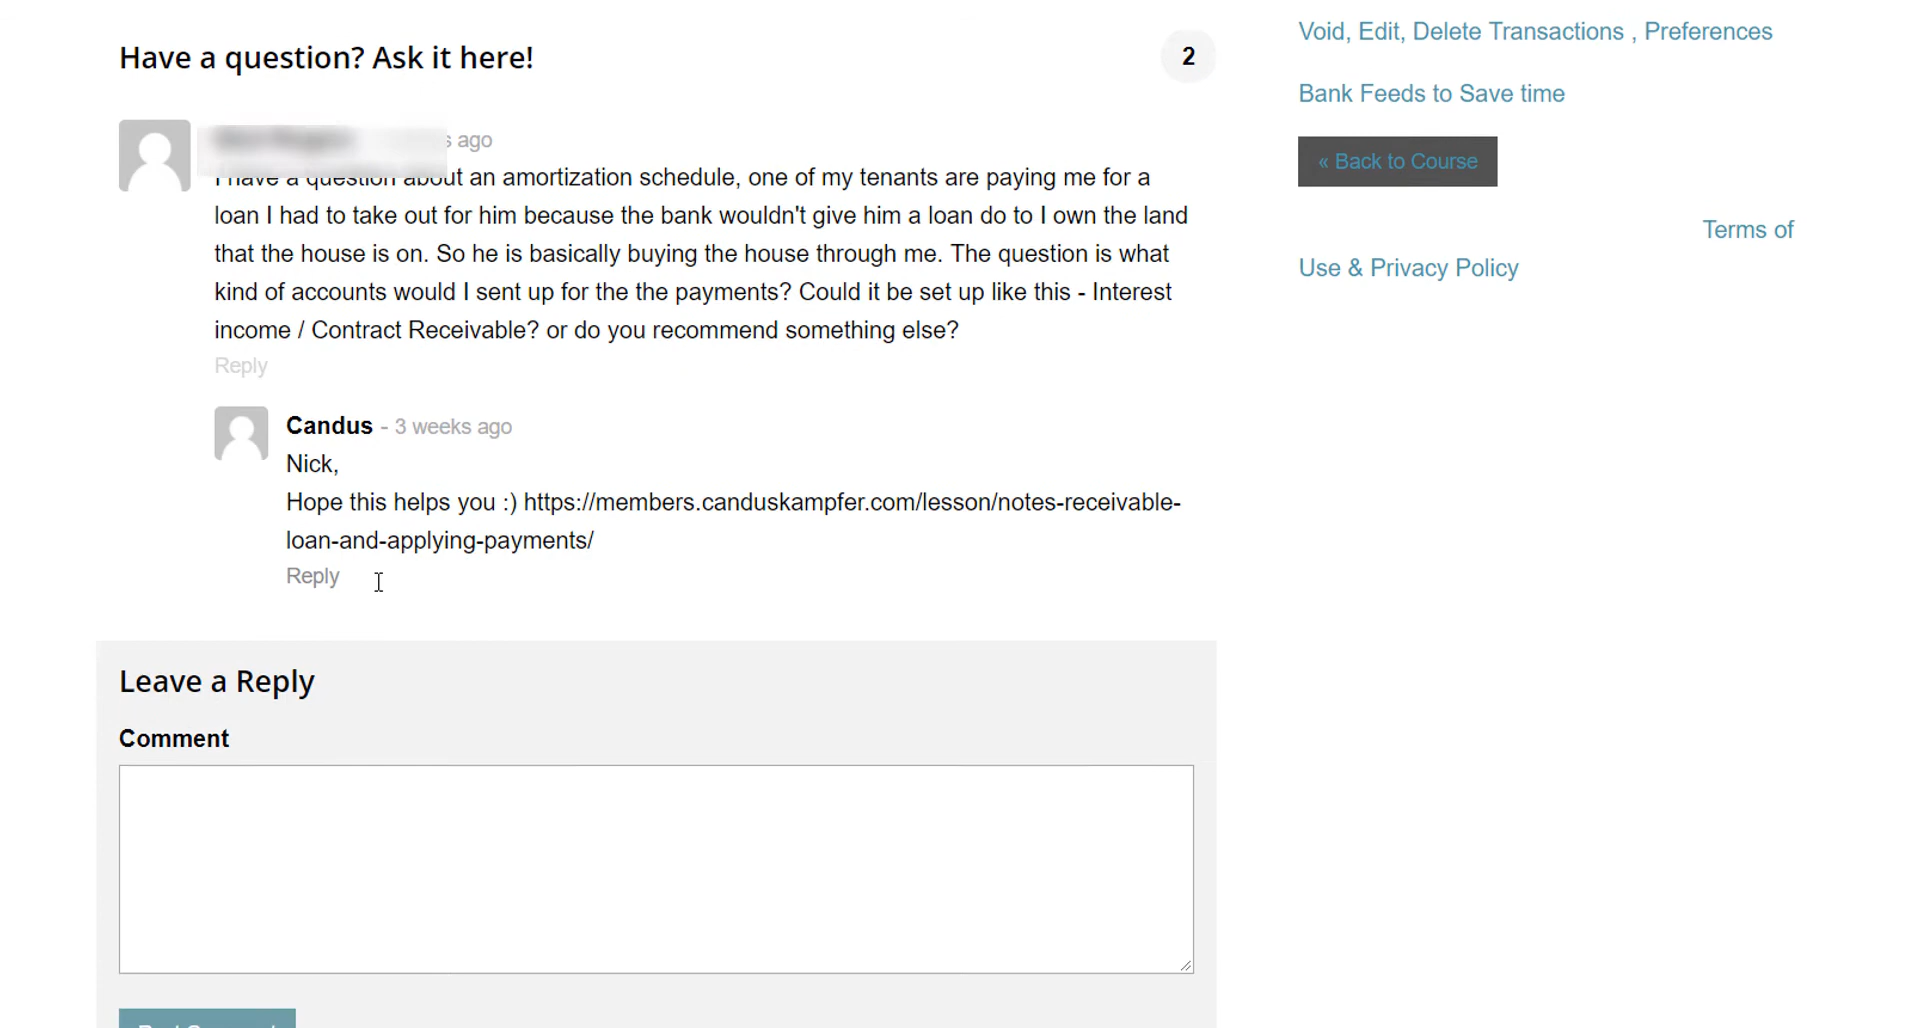 Have a question? Ask it here!
2
s ago
I have a question about an amortization schedule, one of my tenants are paying me for a
loan I had to take out for him because the bank wouldn't give him a loan do to I own the land
that the house is on. So he is basically buying the house through me. The question is what
kind of accounts would I sent up for the the payments? Could it be set up like this - Interest
income / Contract Receivable? or do you recommend something else?
Reply
Candus - 3 weeks ago
Nick,
Hope this helps you :) https://members.canduskampfer.com/lesson/notes-receivable-
loan-and-applying-payments/
Reply
Leave a Reply
Comment
Void, Edit, Delete Transactions , Preferences
Bank Feeds to Save time
« Back to Course
Terms of
Use & Privacy Policy